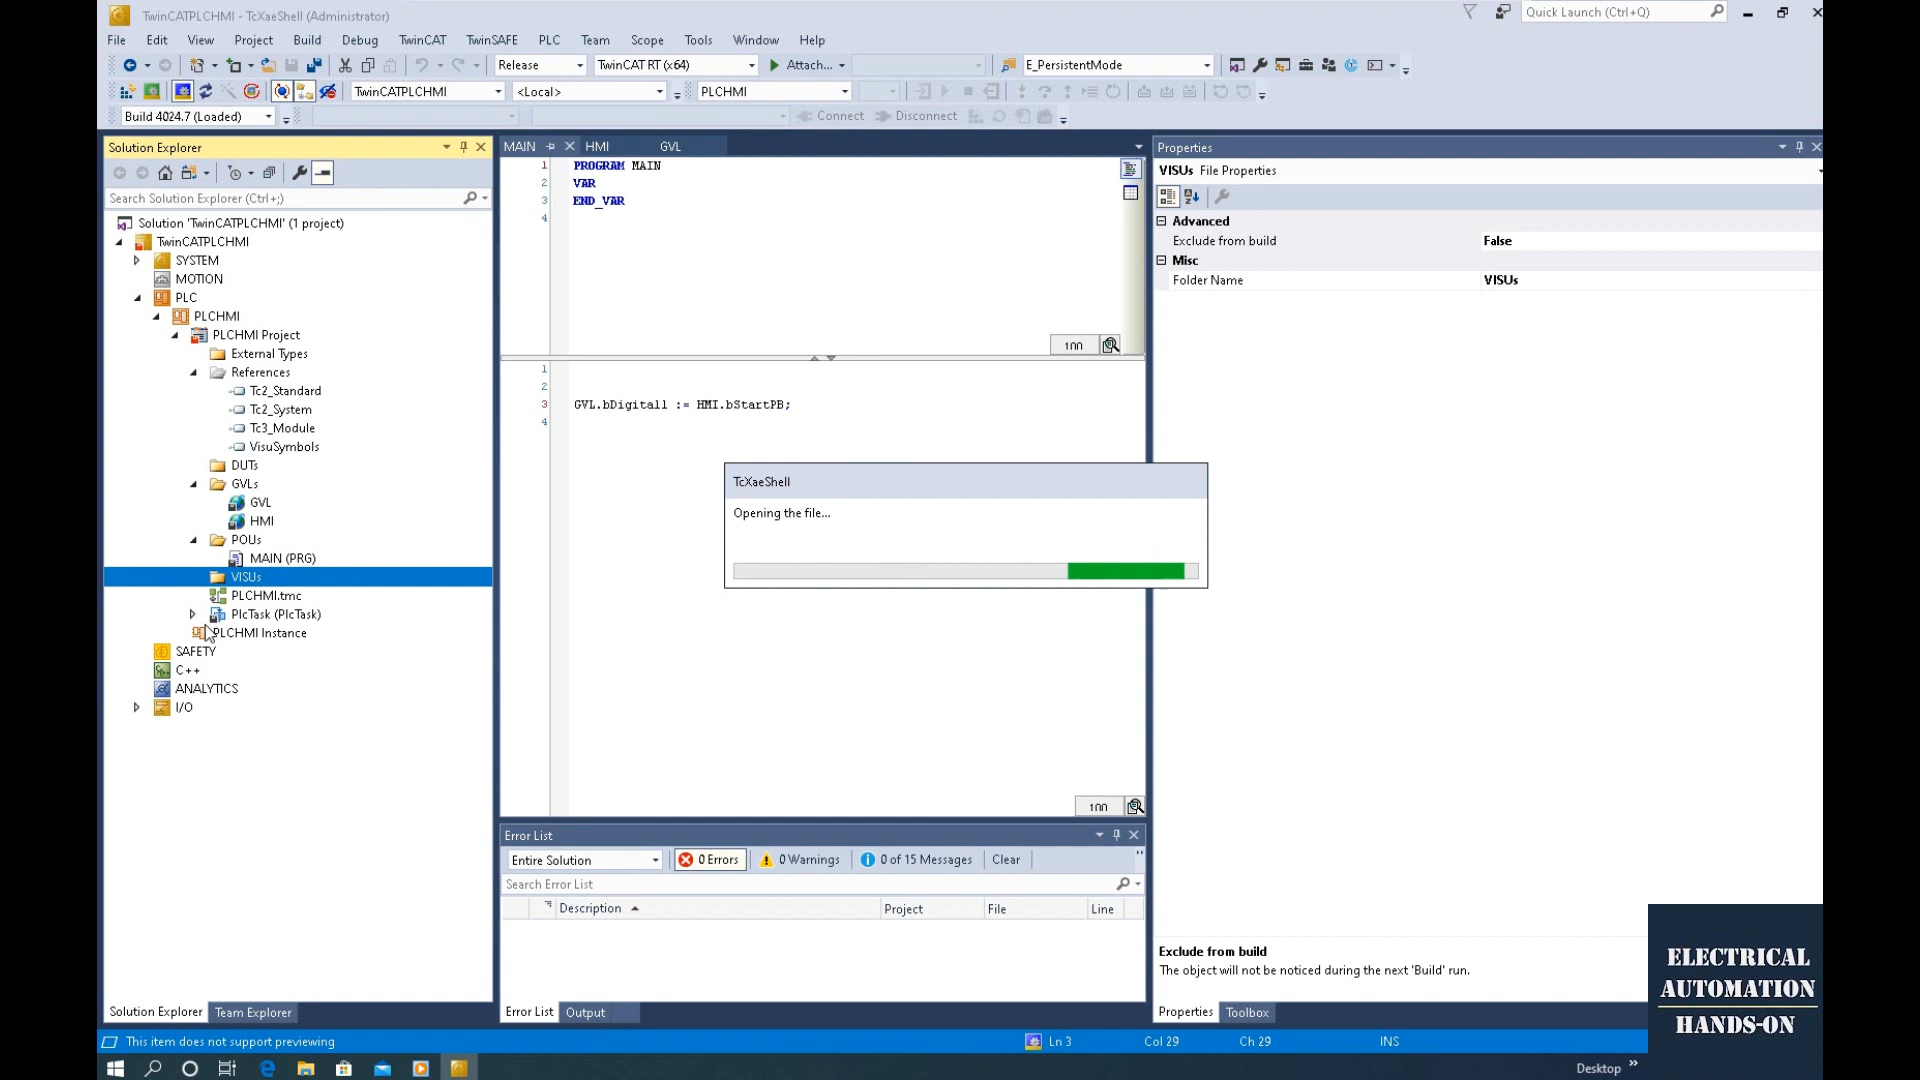 TwinCATPLCHMI - TcXaeShell (Administrator)
Quick Launch (Ctrl+Q)
File Edit View Project Build Debug TwinCAT TwinSAFE PLC Team Scope Tools Window Help
Release TwinCAT RT (x64) Attach... E_PersistentMode
TwinCATPLCHMI <Local> PLCHMI
Build 4024.7 (Loaded) Connect Disconnect
Solution Explorer
Search Solution Explorer (Ctrl+;)
Solution 'TwinCATPLCHMI' (1 project)
TwinCATPLCHMI
SYSTEM
MOTION
PLC
PLCHMI
PLCHMI Project
External Types
References
Tc2_Standard
Tc2_System
Tc3_Module
VisuSymbols
DUTs
GVLs
GVL
HMI
POUs
MAIN (PRG)
VISUs
PLCHMI.tmc
PlcTask (PlcTask)
PLCHMI Instance
SAFETY
C++
ANALYTICS
I/O
Solution Explorer Team Explorer
MAIN HMI GVL
1 PROGRAM MAIN
2 VAR
3 END_VAR
4
100
1
2
3 GVL.bDigital1 := HMI.bStartPB;
4
100
TcXaeShell
Opening the file...
Error List
Entire Solution 0 Errors 0 Warnings 0 of 15 Messages Clear
Search Error List
Description Project File Line
Error List Output
Properties
VISUs File Properties
Advanced
Exclude from build False
Misc
Folder Name VISUs
Exclude from build
The object will not be noticed during the next 'Build' run.
Properties Toolbox
This item does not support previewing Ln 3 Col 29 Ch 29 INS
Desktop
ELECTRICAL
AUTOMATION
HANDS-ON